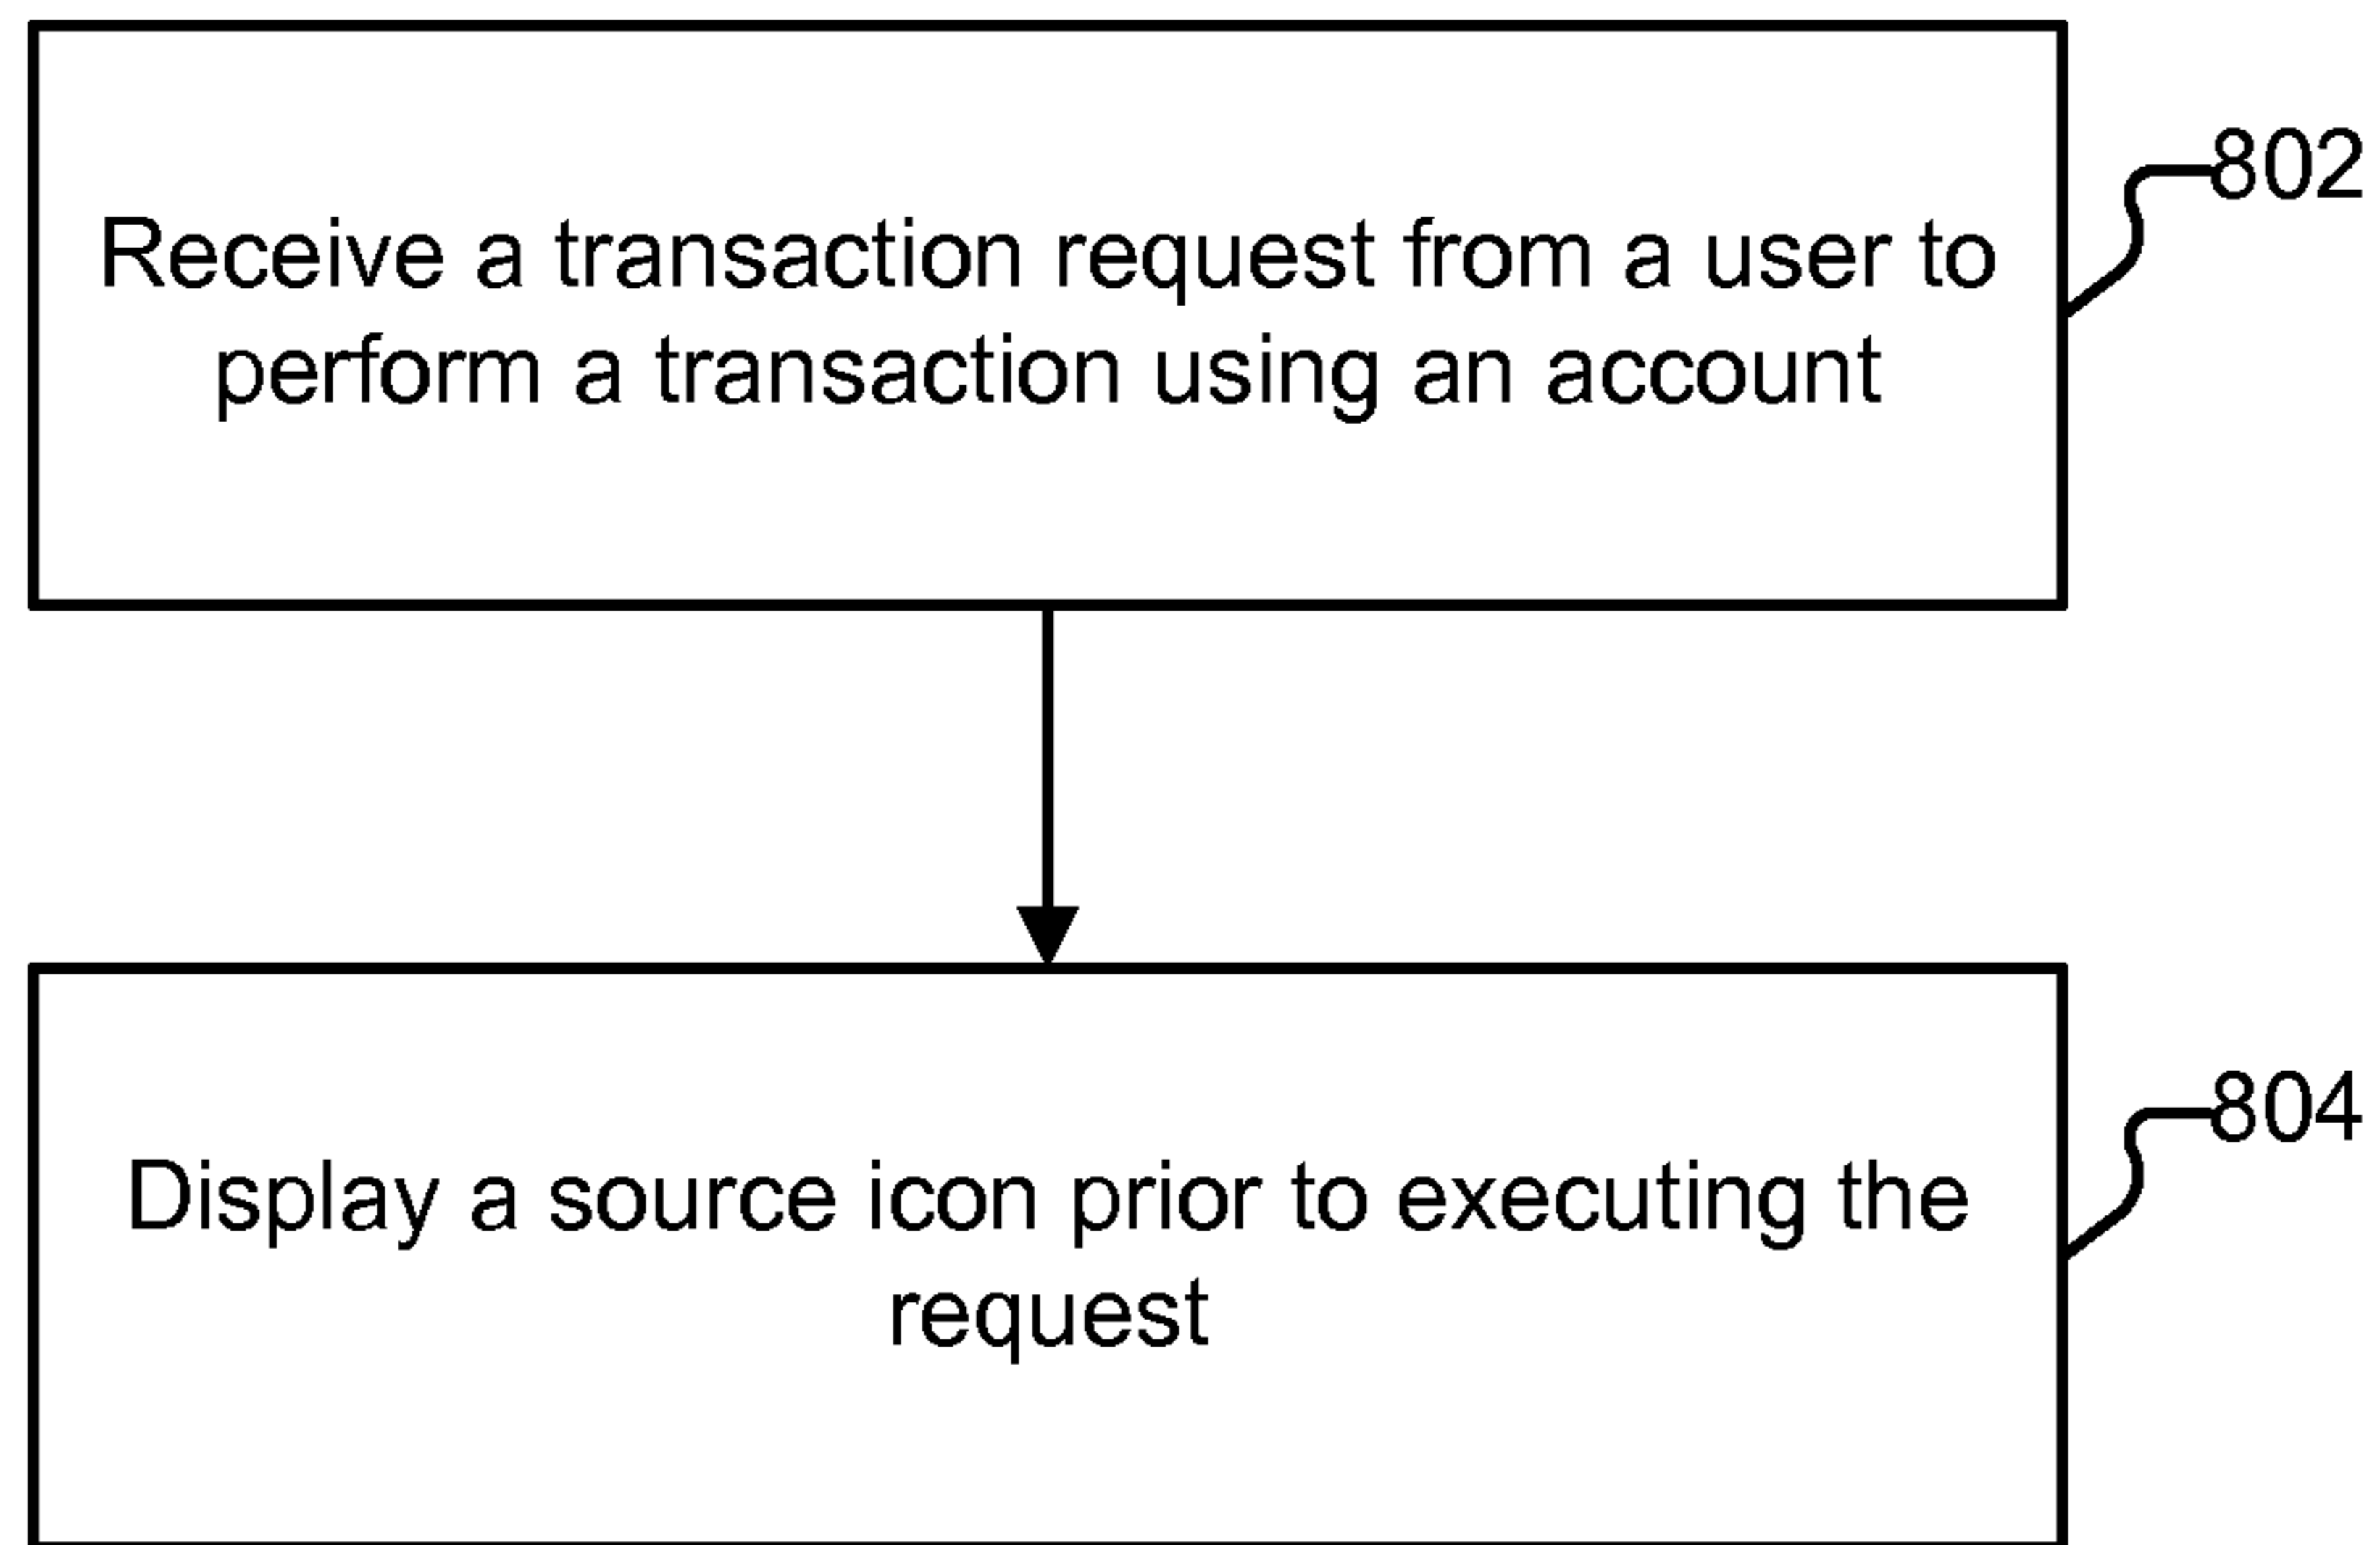 Receive a transaction request from a user to
perform a transaction using an account
802
Display a source icon prior to executing the
request
804